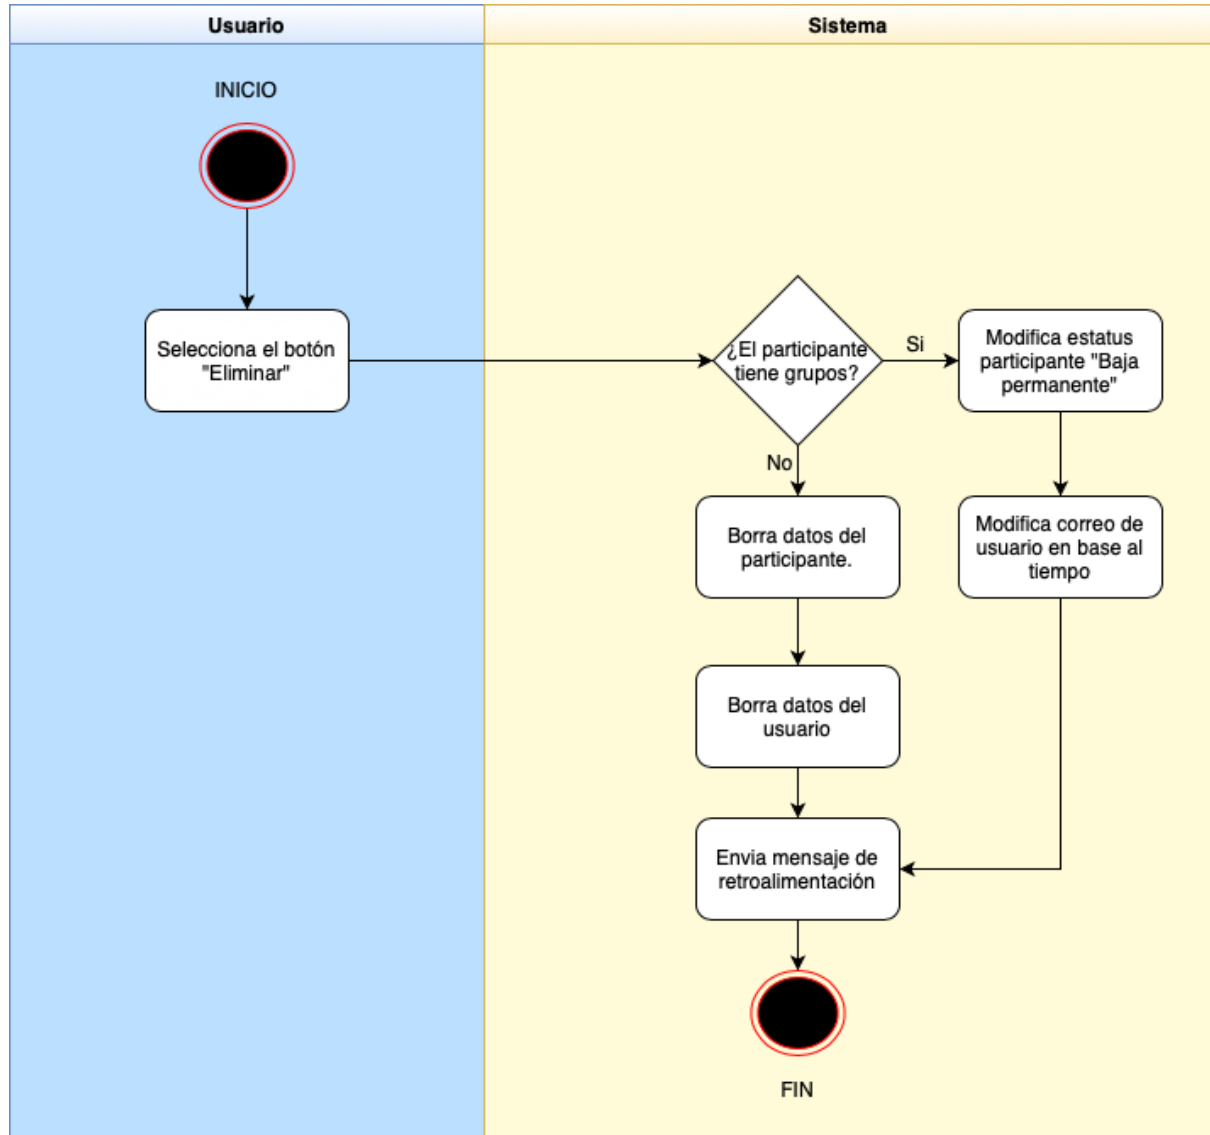 Usuario
Sistema
INICIO
Selecciona el botón
"Eliminar"
¿El participante
tiene grupos?
Si
Modifica estatus
participante "Baja
permanente"
No
Borra datos del
participante.
Modifica correo de
usuario en base al
tiempo
Borra datos del
usuario
Envia mensaje de
retroalimentación
FIN